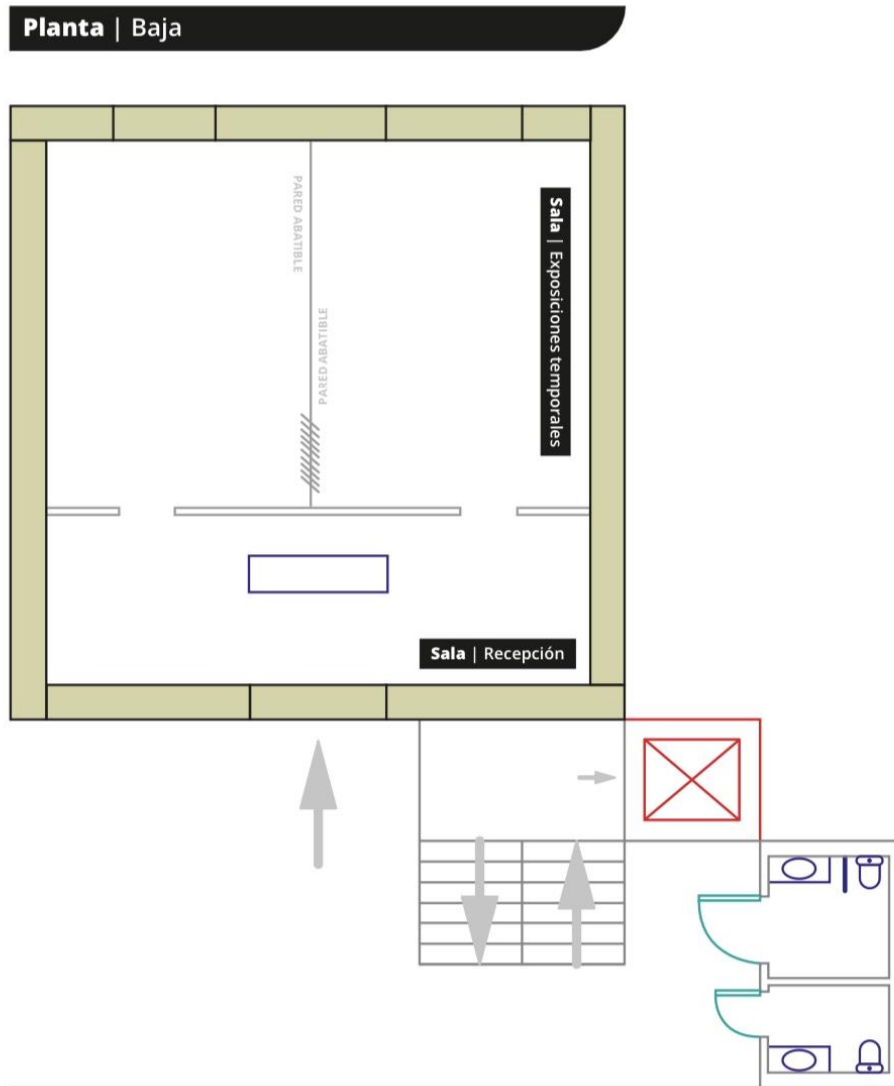 Planta | Baja
PARED ABATIBLE
PARED ABATIBLE
Sala | Exposiciones temporales
Sala | Recepción